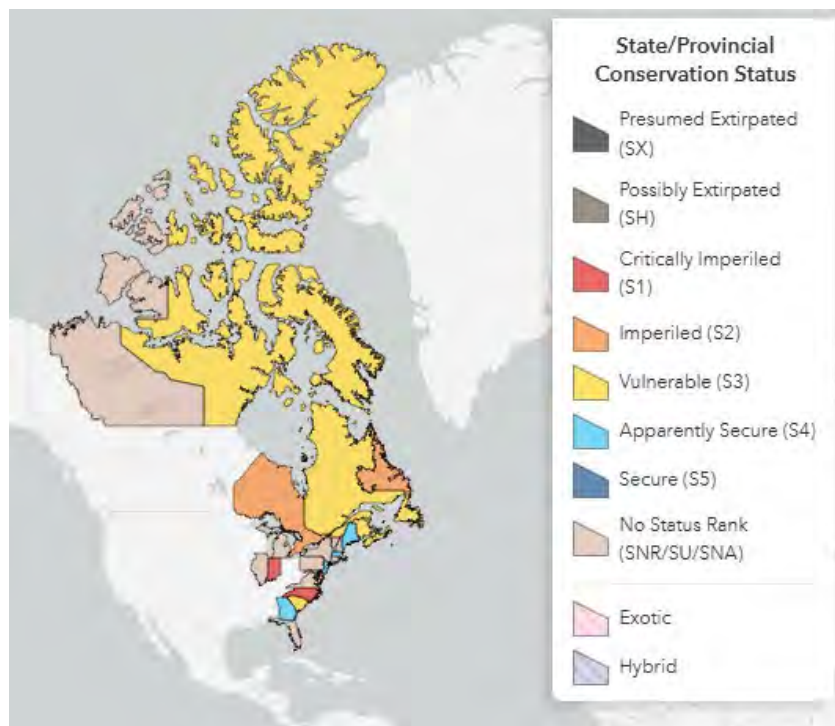 State/Provincial
Conservation Status
Presumed Extirpated
(SX)
Possibly Extirpated
(SH)
Critically Imperiled
(S1)
Imperiled (S2)
Vulnerable (S3)
Apparently Secure (S4)
Secure (S5)
No Status Rank
(SNR/SU/SNA)
Exotic
Hybrid